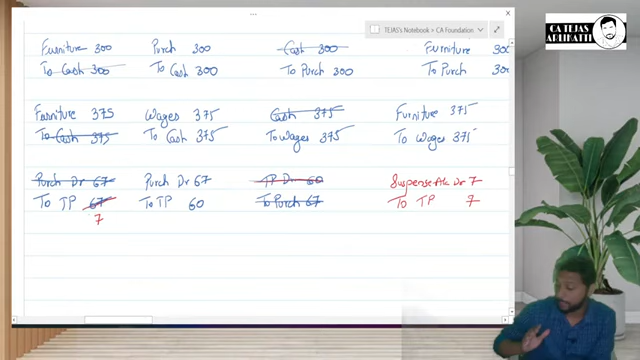 TEJAS's Notebook > CA Foundation
CA TEJAS
ARLIKATTI
Furniture 300 Purch 300 Cash 300 Furniture 300
To Cash 300 To Cash 300 To Purch 300 To Purch 300
Farniture 375 Wages 375 Cash 375 Furniture 375
To Cash 375 To Cash 375 To Wages 375 To Wages 375
Purch Dr 67 Purch Dr 67 TP Dr 60 Suspense A/c Dr 7
To TP 67 To TP 60 To Purch 67 To TP 7
7